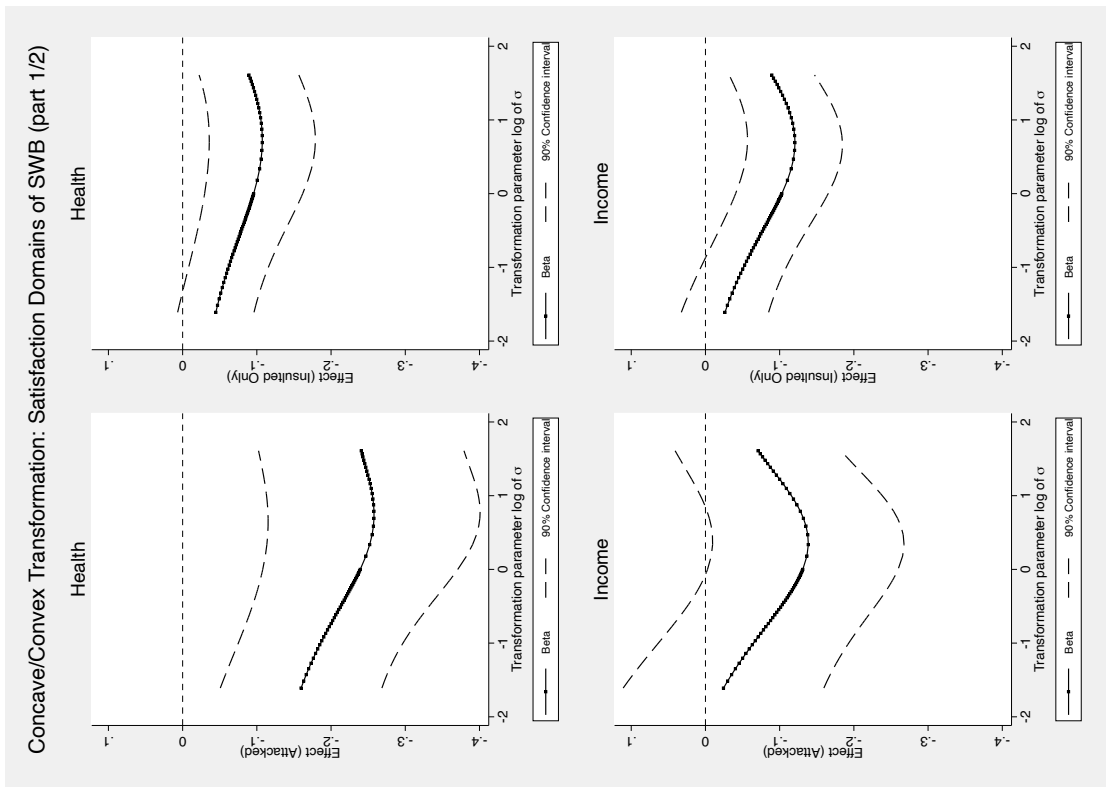 Concave/Convex Transformation: Satisfaction Domains of SWB (part 1/2)
Health
Effect (Attacked)
.1
0
-.1
-.2
-.3
-.4
-2 -1 0 1 2
Transformation parameter log of σ
Beta 90% Confidence interval
Health
Effect (Insulted Only)
.1
0
-.1
-.2
-.3
-.4
-2 -1 0 1 2
Transformation parameter log of σ
Beta 90% Confidence interval
Income
Effect (Attacked)
.1
0
-.1
-.2
-.3
-.4
-2 -1 0 1 2
Transformation parameter log of σ
Beta 90% Confidence interval
Income
Effect (Insulted Only)
.1
0
-.1
-.2
-.3
-.4
-2 -1 0 1 2
Transformation parameter log of σ
Beta 90% Confidence interval